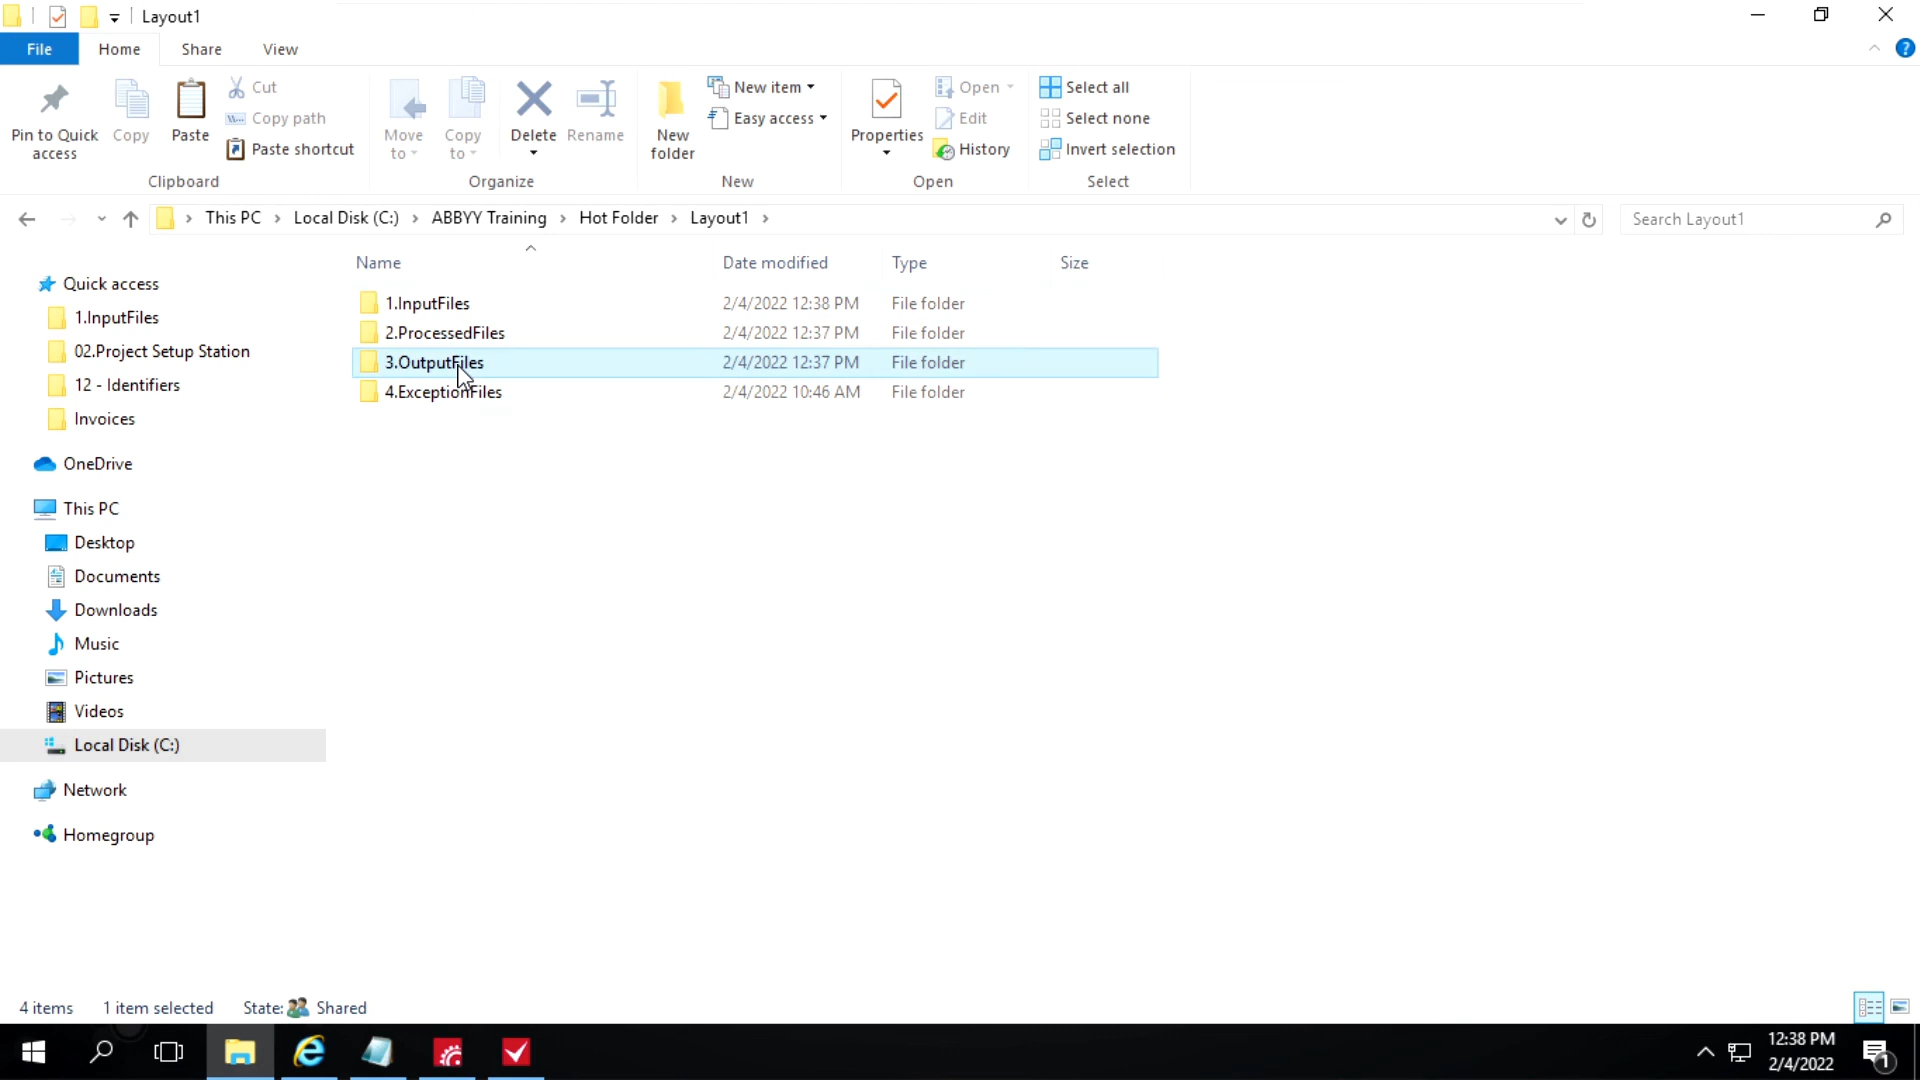 Layout1
File Home Share View
Pin to Quick access
Copy
Paste
Cut
Copy path
Paste shortcut
Clipboard
Move to
Copy to
Delete
Rename
Organize
New folder
New item
Easy access
New
Properties
Open
Edit
History
Open
Select all
Select none
Invert selection
Select
This PC > Local Disk (C:) > ABBYY Training > Hot Folder > Layout1 >
Search Layout1
Name Date modified Type Size
1.InputFiles 2/4/2022 12:38 PM File folder
2.ProcessedFiles 2/4/2022 12:37 PM File folder
3.OutputFiles 2/4/2022 12:37 PM File folder
4.ExceptionFiles 2/4/2022 10:46 AM File folder
Quick access
1.InputFiles
02.Project Setup Station
12 - Identifiers
Invoices
OneDrive
This PC
Desktop
Documents
Downloads
Music
Pictures
Videos
Local Disk (C:)
Network
Homegroup
4 items 1 item selected State: Shared
12:38 PM
2/4/2022
1